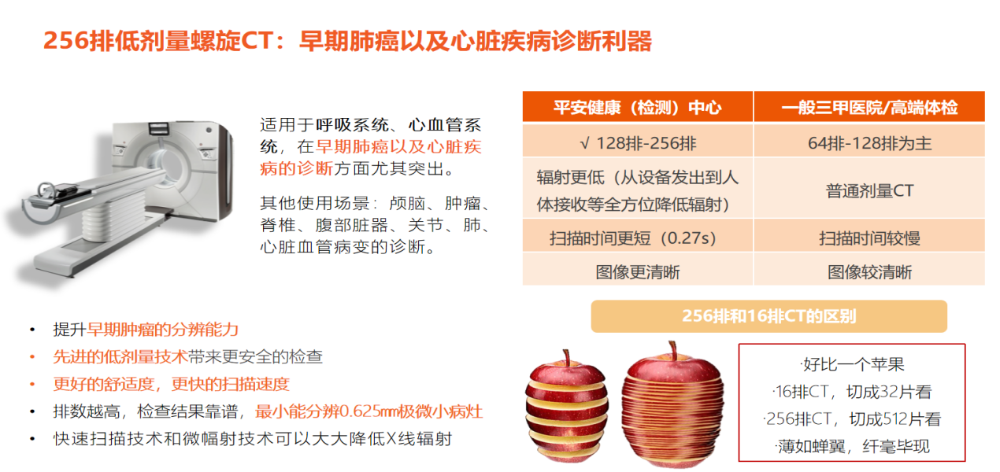 256排低剂量螺旋CT：早期肺癌以及心脏疾病诊断利器
适用于呼吸系统、心血管系
统，在早期肺癌以及心脏疾
病的诊断方面尤其突出。
其他使用场景：颅脑、肿瘤、
脊椎、腹部脏器、关节、肺、
心脏血管病变的诊断。
• 提升早期肿瘤的分辨能力
• 先进的低剂量技术带来更安全的检查
• 更好的舒适度，更快的扫描速度
• 排数越高，检查结果靠谱，最小能分辨0.625mm极微小病灶
• 快速扫描技术和微幅射技术可以大大降低X线辐射
平安健康（检测）中心 一般三甲医院/高端体检
√ 128排-256排 64排-128排为主
辐射更低（从设备发出到人
体接收等全方位降低辐射） 普通剂量CT
扫描时间更短（0.27s） 扫描时间较慢
图像更清晰 图像较清晰
256排和16排CT的区别
·好比一个苹果
·16排CT，切成32片看
·256排CT，切成512片看
·薄如蝉翼，纤毫毕现